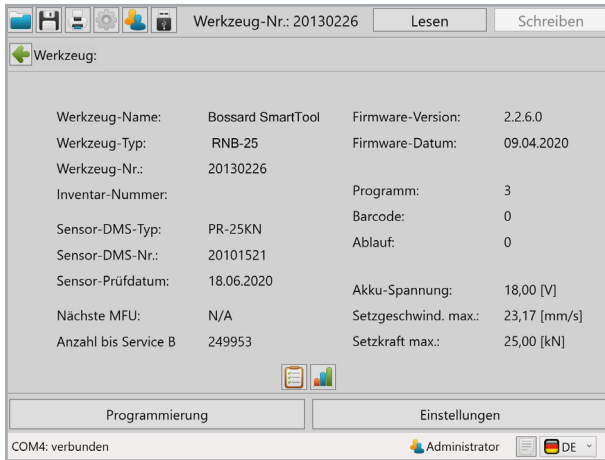 Werkzeug-Nr.: 20130226 Lesen Schreiben
Werkzeug:
Werkzeug-Name: Bossard SmartTool Firmware-Version: 2.2.6.0
Werkzeug-Typ: RNB-25 Firmware-Datum: 09.04.2020
Werkzeug-Nr.: 20130226
Inventar-Nummer: Programm: 3
Barcode: 0
Sensor-DMS-Typ: PR-25KN
Ablauf: 0
Sensor-DMS-Nr.: 20101521
Sensor-Prüfdatum: 18.06.2020
Akku-Spannung: 18,00 [V]
Nächste MFU: N/A Setzgeschwind. max.: 23,17 [mm/s]
Anzahl bis Service B 249953 Setzkraft max.: 25,00 [kN]
Programmierung Einstellungen
COM4: verbunden Administrator DE